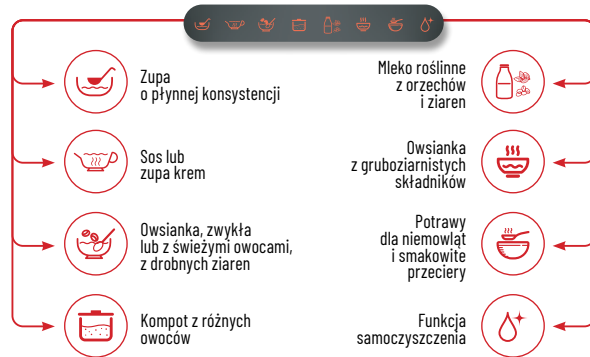 Zupa
o płynnej konsystencji
Sos lub
zupa krem
Owsianka, zwykła
lub z świeżymi owocami,
z drobnych ziaren
Kompot z różnych
owoców
Mleko roślinne
z orzechów
i ziaren
Owsianka
z gruboziarnistych
składników
Potrawy
dla niemowląt
i smakowite
przeciery
Funkcja
samoczyszczenia